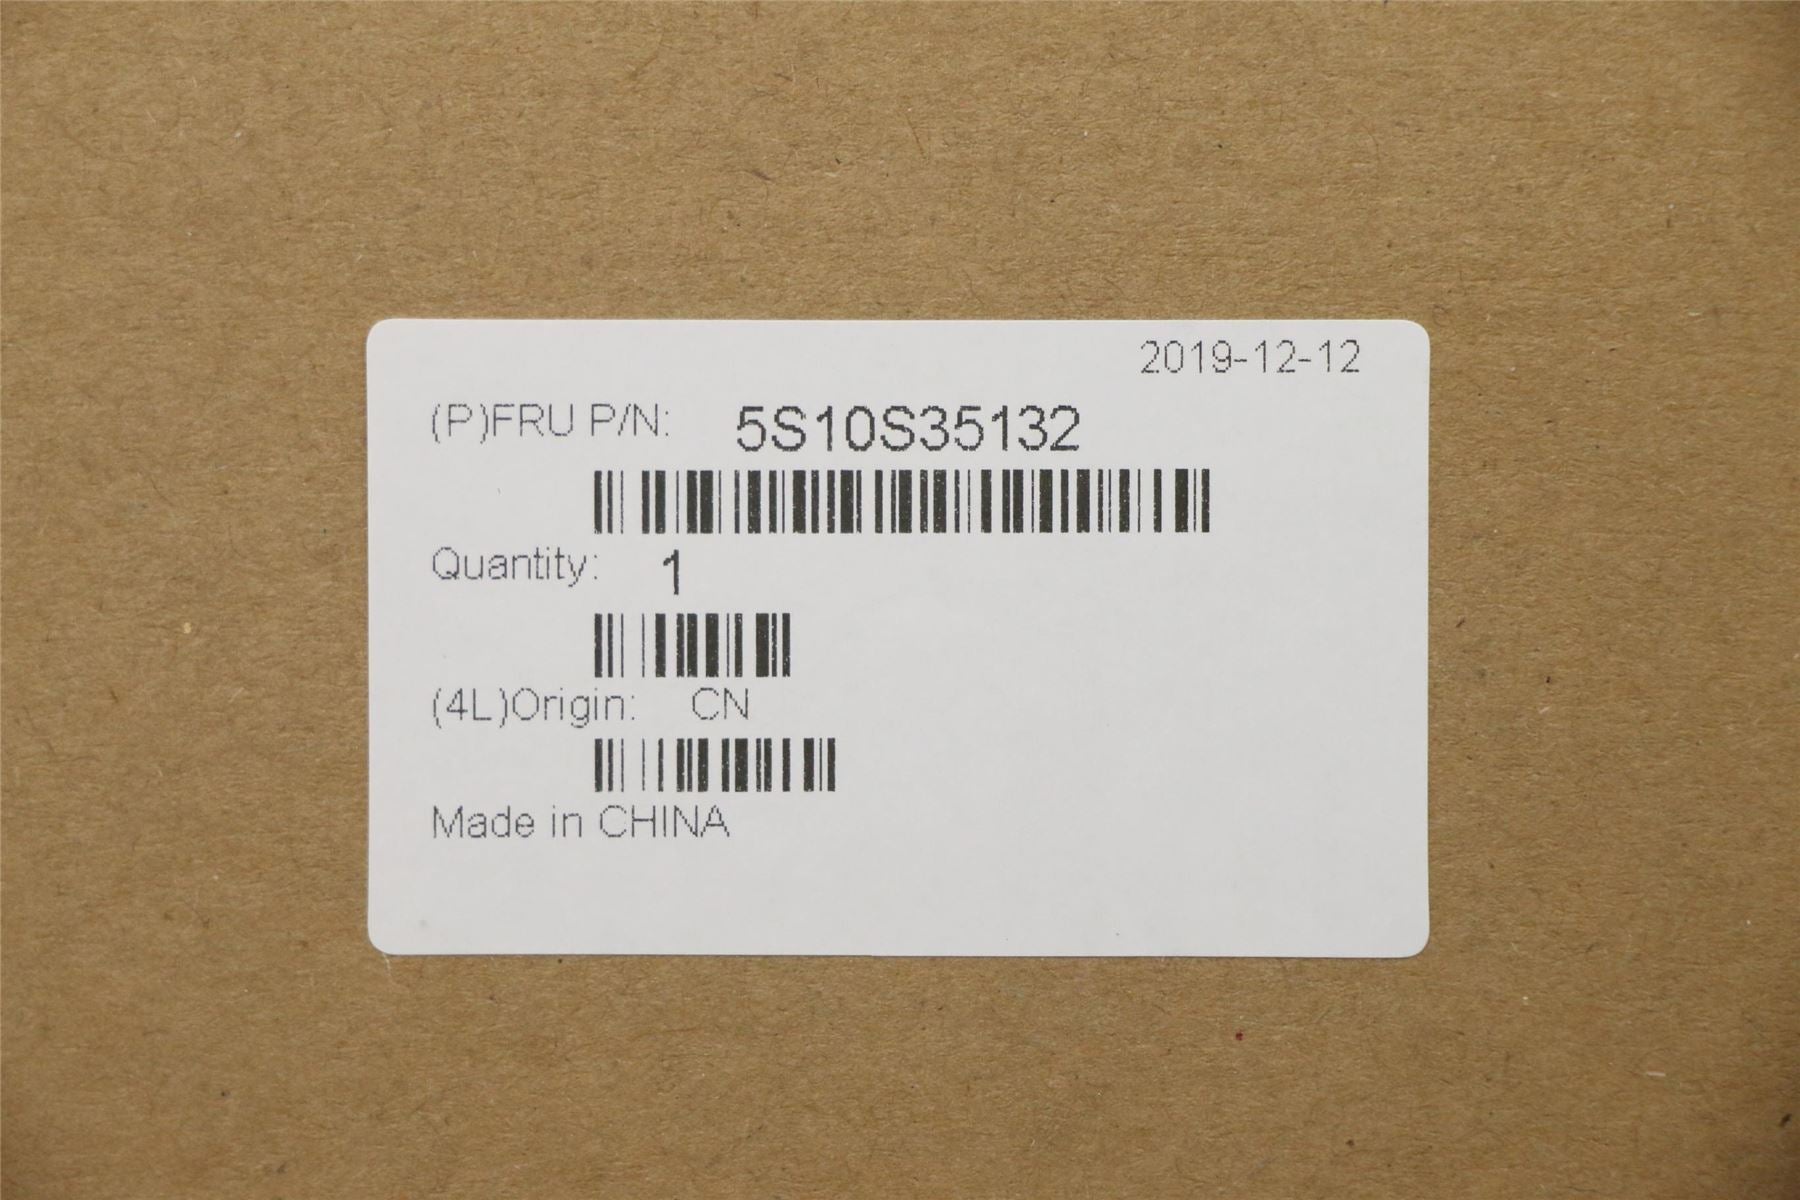 2019-12-12
(P)FRU P/N: 5S10S35132
Quantity: 1
(4L)Origin: CN
Made in CHINA